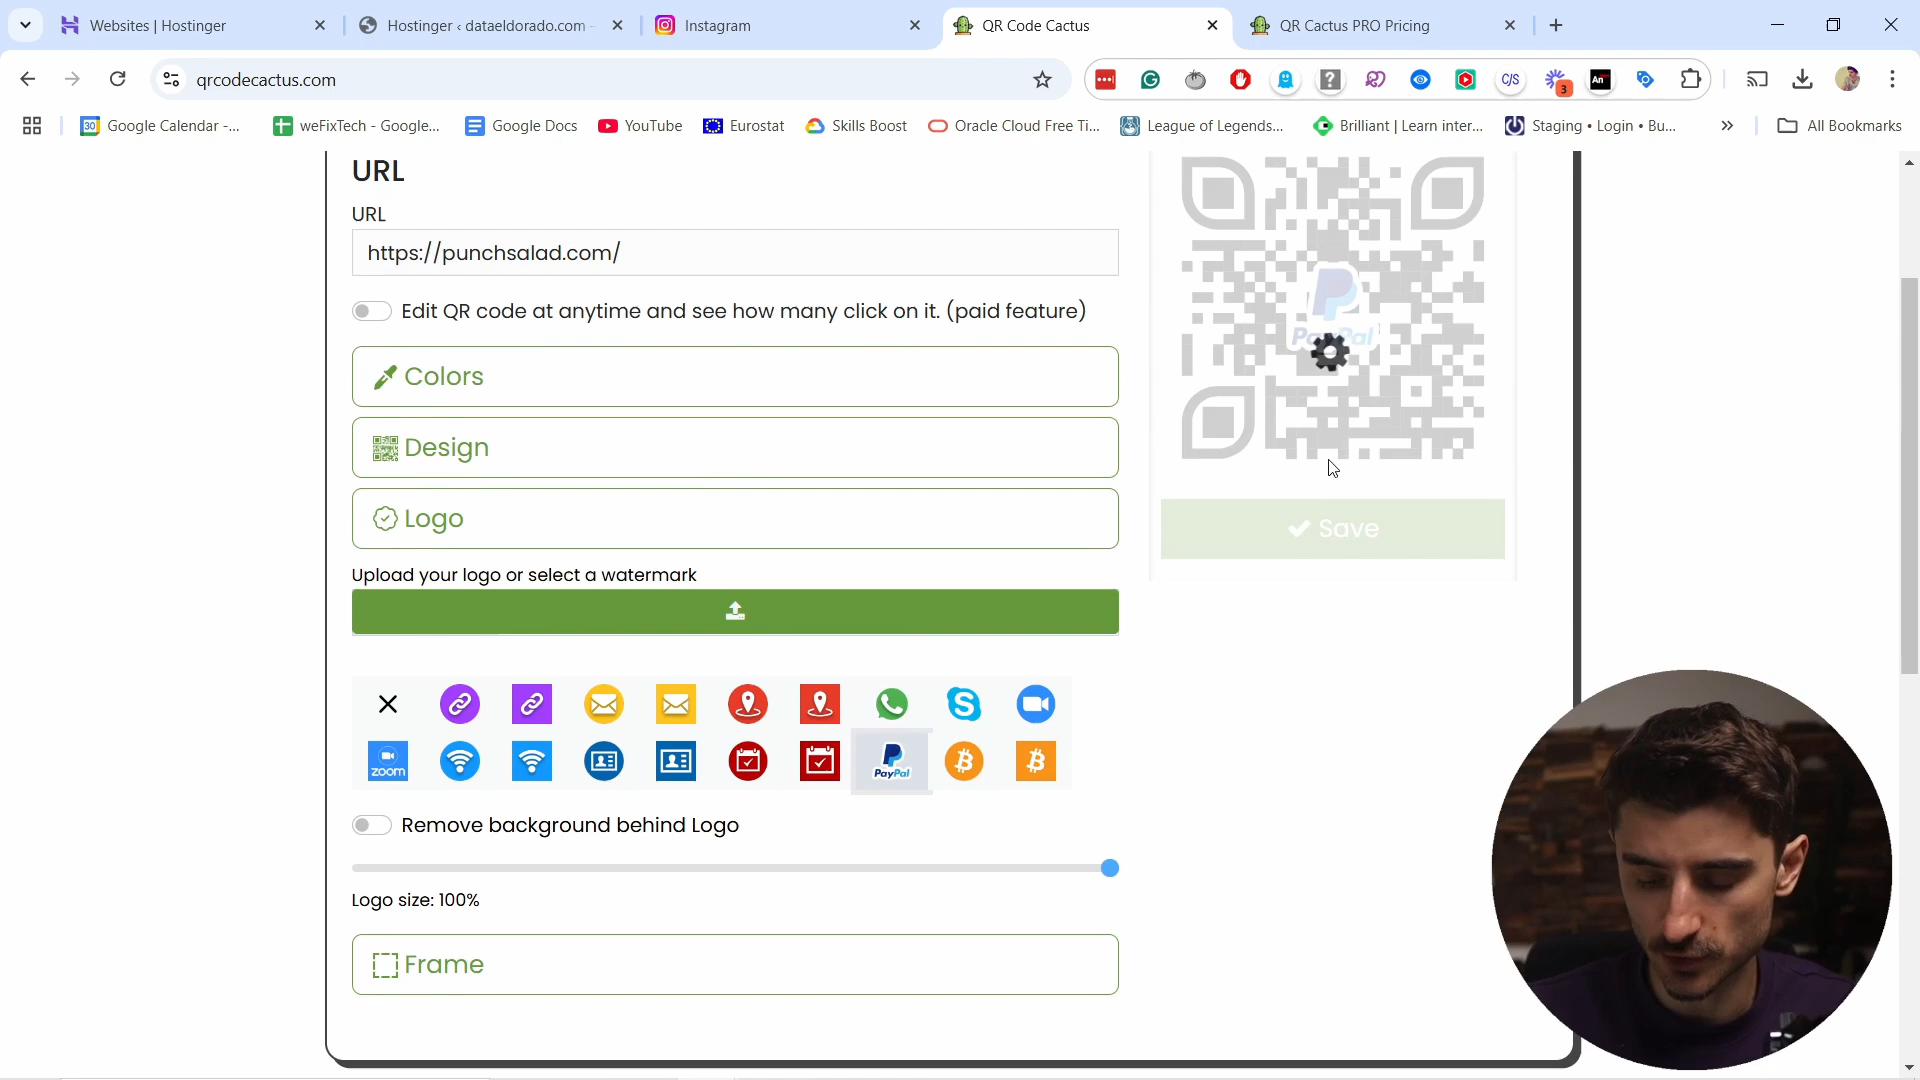 Websites | Hostinger
Hostinger ‹ dataeldorado.com –
Instagram
QR Code Cactus
QR Cactus PRO Pricing
qrcodecactus.com
C/S
3
An
30
Google Calendar -...
weFixTech - Google...
Google Docs
YouTube
Eurostat
Skills Boost
Oracle Cloud Free Ti...
League of Legends...
Brilliant | Learn inter...
Staging • Login • Bu...
All Bookmarks
URL
URL
https://punchsalad.com/
Edit QR code at anytime and see how many click on it. (paid feature)
Colors
Design
Logo
Upload your logo or select a watermark
zoom
PayPal
Remove background behind Logo
Logo size: 100%
Frame
PayPal
Save